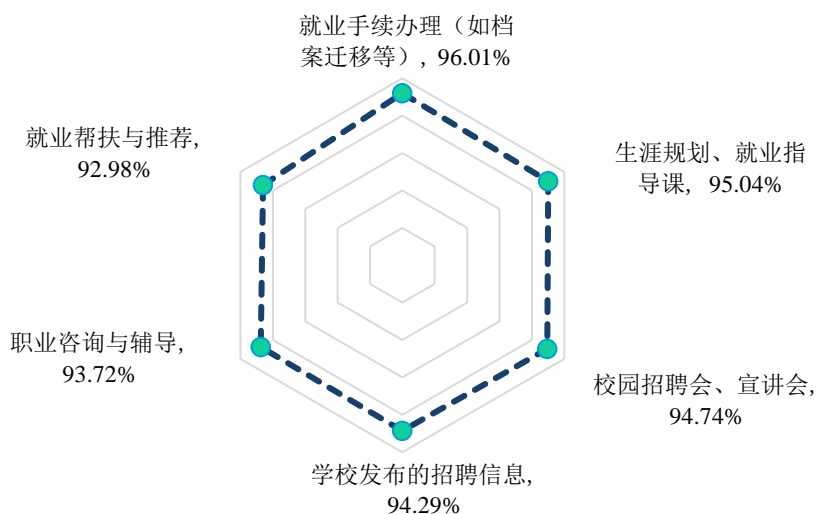 就业手续办理（如档
案迁移等）, 96.01%
生涯规划、就业指
导课, 95.04%
校园招聘会、宣讲会,
94.74%
学校发布的招聘信息,
94.29%
职业咨询与辅导,
93.72%
就业帮扶与推荐,
92.98%